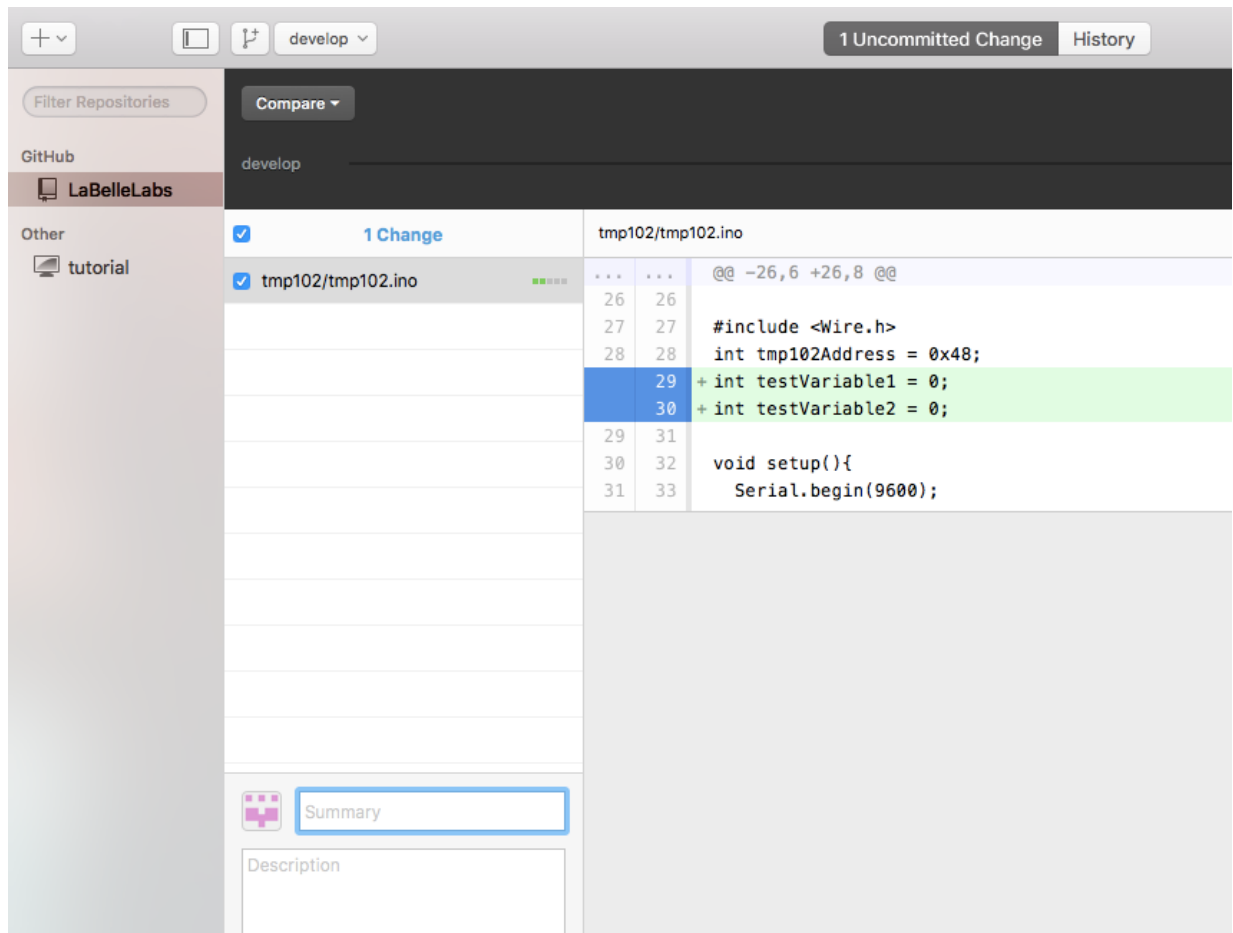 develop
1 Uncommitted Change
History
Filter Repositories
Compare
GitHub
develop
LaBelleLabs
Other
1 Change
tmp102/tmp102.ino
tutorial
tmp102/tmp102.ino
... ... @@ -26,6 +26,8 @@
26 26
27 27 #include <Wire.h>
28 28 int tmp102Address = 0x48;
29 + int testVariable1 = 0;
30 + int testVariable2 = 0;
29 31
30 32 void setup(){
31 33 Serial.begin(9600);
Summary
Description